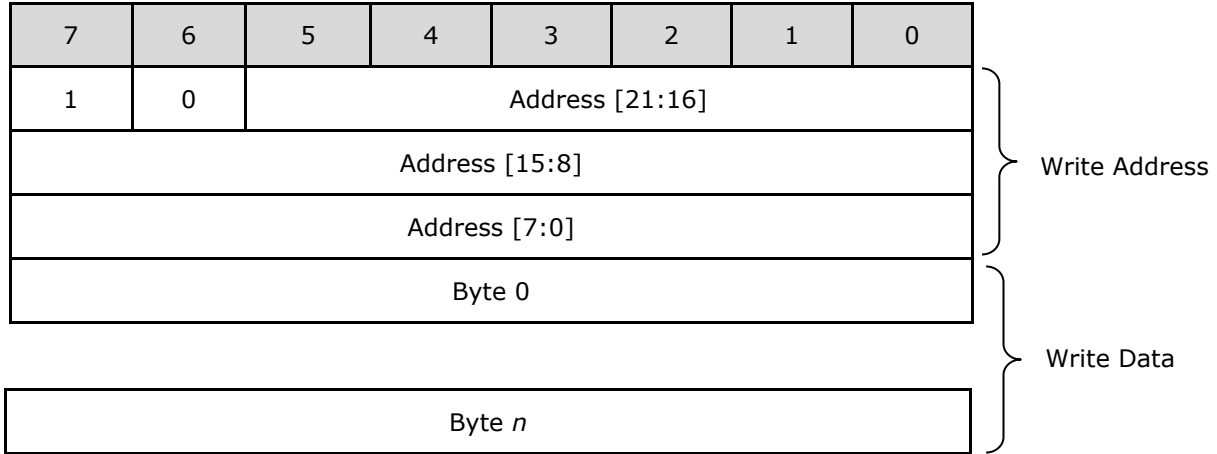 7 6 5 4 3 2 1 0
1 0 Address [21:16]
Address [15:8]
Write Address
Address [7:0]
Byte 0
Write Data
Byte n